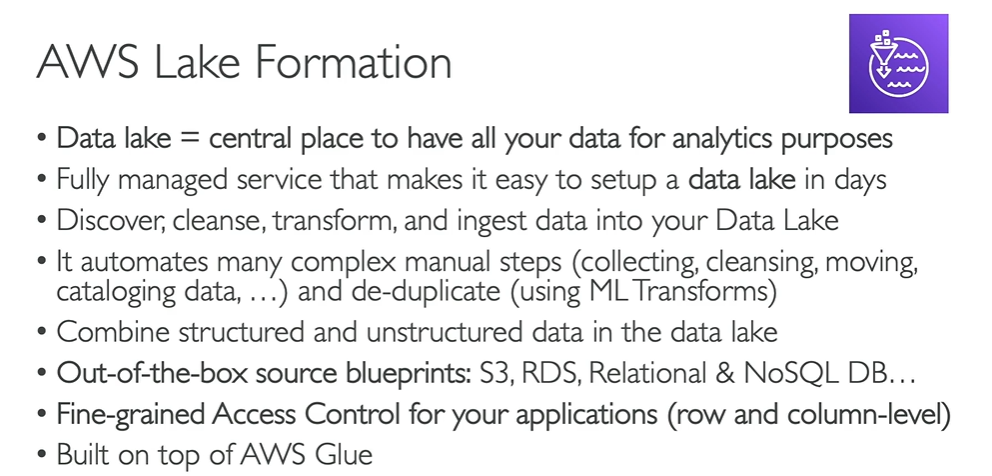 AWS Lake Formation
• Data lake = central place to have all your data for analytics purposes
• Fully managed service that makes it easy to setup a data lake in days
• Discover, cleanse, transform, and ingest data into your Data Lake
• It automates many complex manual steps (collecting, cleansing, moving,
cataloging data, …) and de-duplicate (using ML Transforms)
• Combine structured and unstructured data in the data lake
• Out-of-the-box source blueprints: S3, RDS, Relational & NoSQL DB…
• Fine-grained Access Control for your applications (row and column-level)
• Built on top of AWS Glue